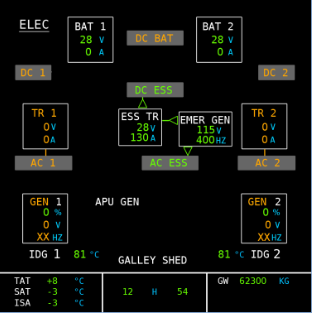 ELEC
BAT 1 BAT 2
28 V DC BAT 28 V
0 A 0 A
DC 1 DC 2
DC ESS
TR 1 ESS TR EMER GEN TR 2
0 V 28 V 115 V 0 V
0 A 130 A 400 HZ 0 A
AC 1 AC ESS AC 2
GEN 1 APU GEN GEN 2
0 % 0 %
0 V 0 V
XX HZ XX HZ
IDG 1 81 °C 81 °C IDG 2
GALLEY SHED
TAT +8 °C GW 62300 KG
SAT -3 °C 12 H 54
ISA -3 °C